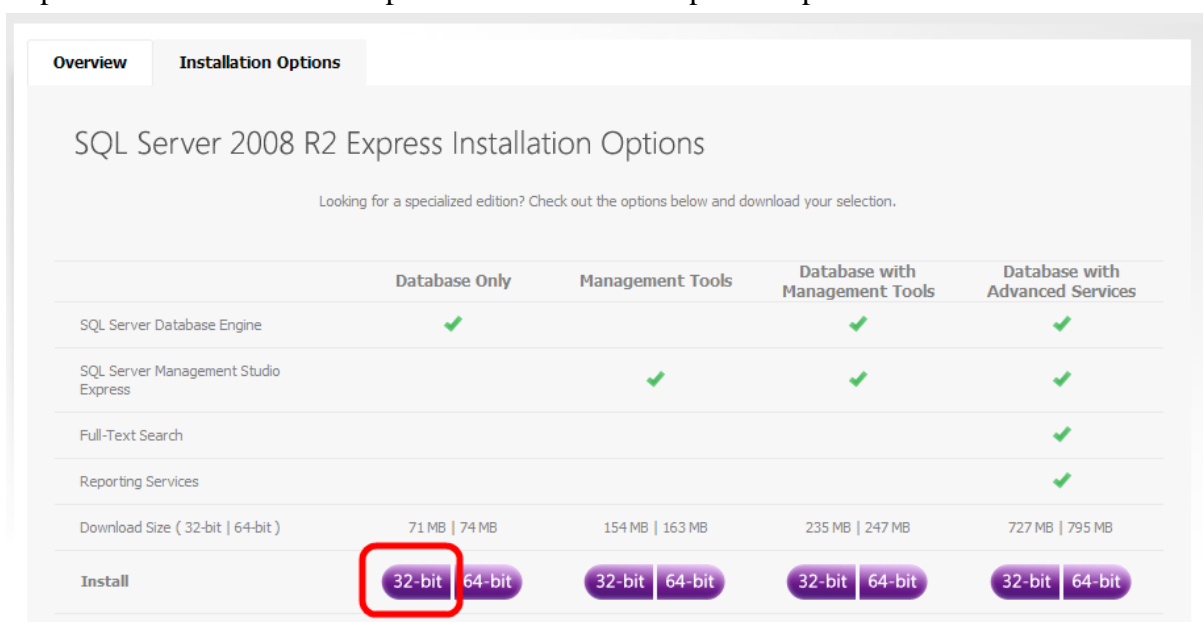 Overview Installation Options
SQL Server 2008 R2 Express Installation Options
Looking for a specialized edition? Check out the options below and download your selection.
Database Only Management Tools Database with Management Tools Database with Advanced Services
SQL Server Database Engine
SQL Server Management Studio
Express
Full-Text Search
Reporting Services
Download Size ( 32-bit | 64-bit ) 71 MB | 74 MB 154 MB | 163 MB 235 MB | 247 MB 727 MB | 795 MB
Install 32-bit 64-bit 32-bit 64-bit 32-bit 64-bit 32-bit 64-bit